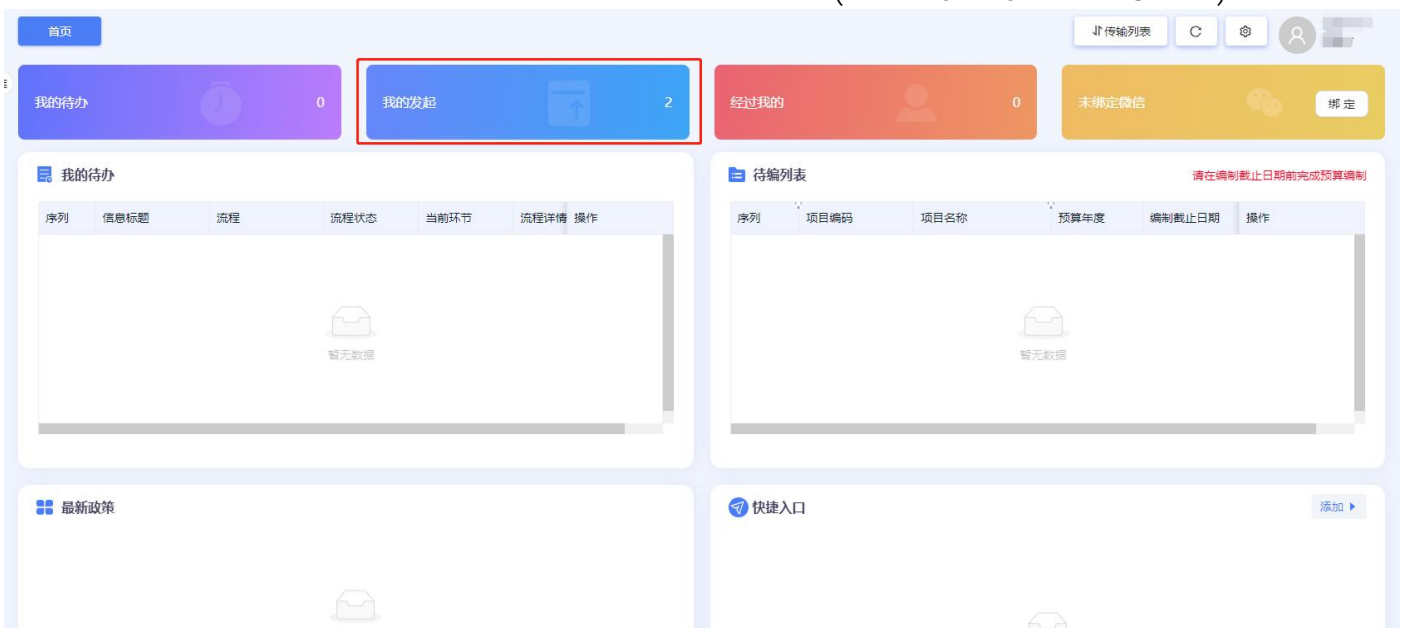 首页
传输列表
我的待办 0
我的发起 2
经过我的 0
未绑定微信 绑定
我的待办
序列 信息标题 流程 流程状态 当前环节 流程详情 操作
暂无数据
待编列表 请在编制截止日期前完成预算编制
序列 项目编码 项目名称 预算年度 编制截止日期 操作
暂无数据
最新政策
快捷入口 添加